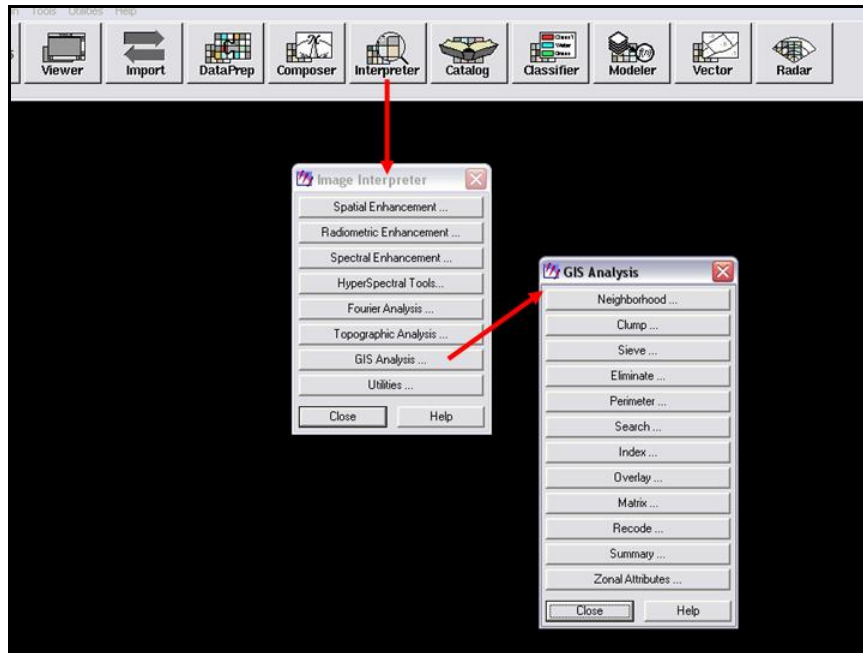 Tools Utilities Help
Viewer Import DataPrep Composer Interpreter Catalog Classifier Modeler Vector Radar
Image Interpreter
Spatial Enhancement ...
Radiometric Enhancement ...
Spectral Enhancement ...
HyperSpectral Tools...
Fourier Analysis ...
Topographic Analysis ...
GIS Analysis ...
Utilities ...
Close Help
GIS Analysis
Neighborhood ...
Clump ...
Sieve ...
Eliminate ...
Perimeter ...
Search ...
Index ...
Overlay ...
Matrix ...
Recode ...
Summary ...
Zonal Attributes ...
Close Help